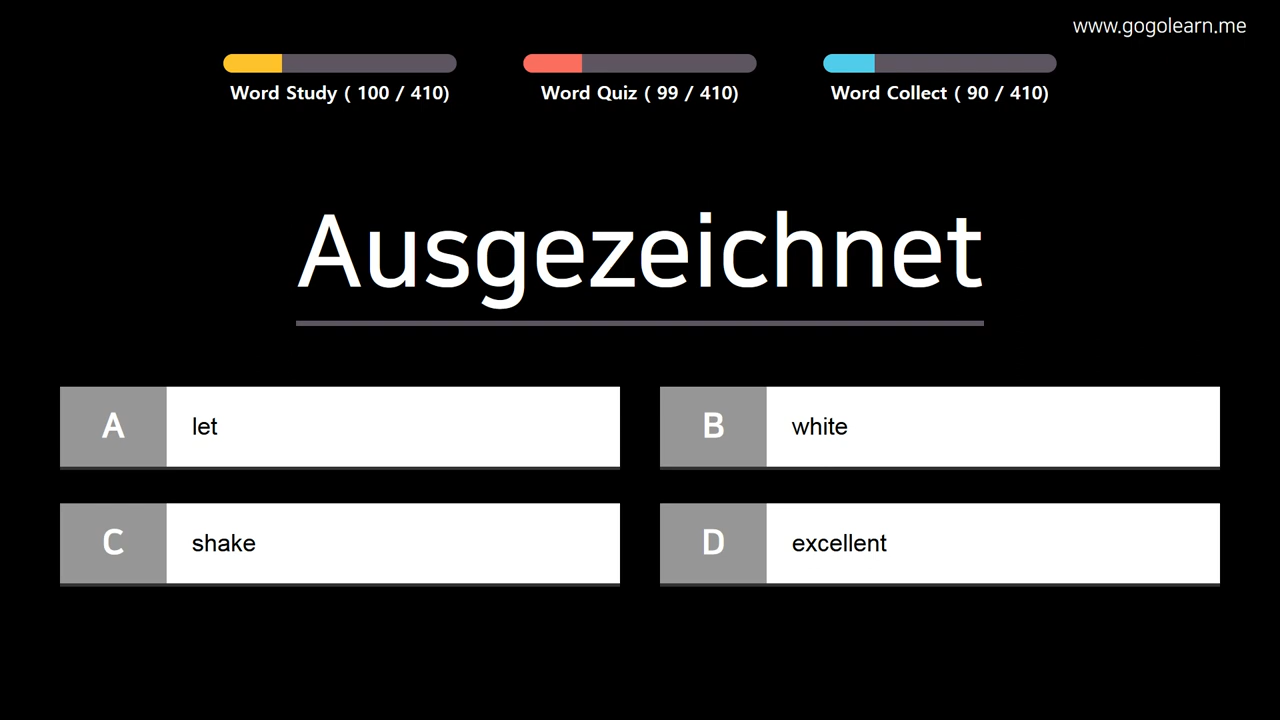 www.gogolearn.me
Word Study ( 100 / 410)
Word Quiz ( 99 / 410)
Word Collect ( 90 / 410)
Ausgezeichnet
A let
B white
C shake
D excellent